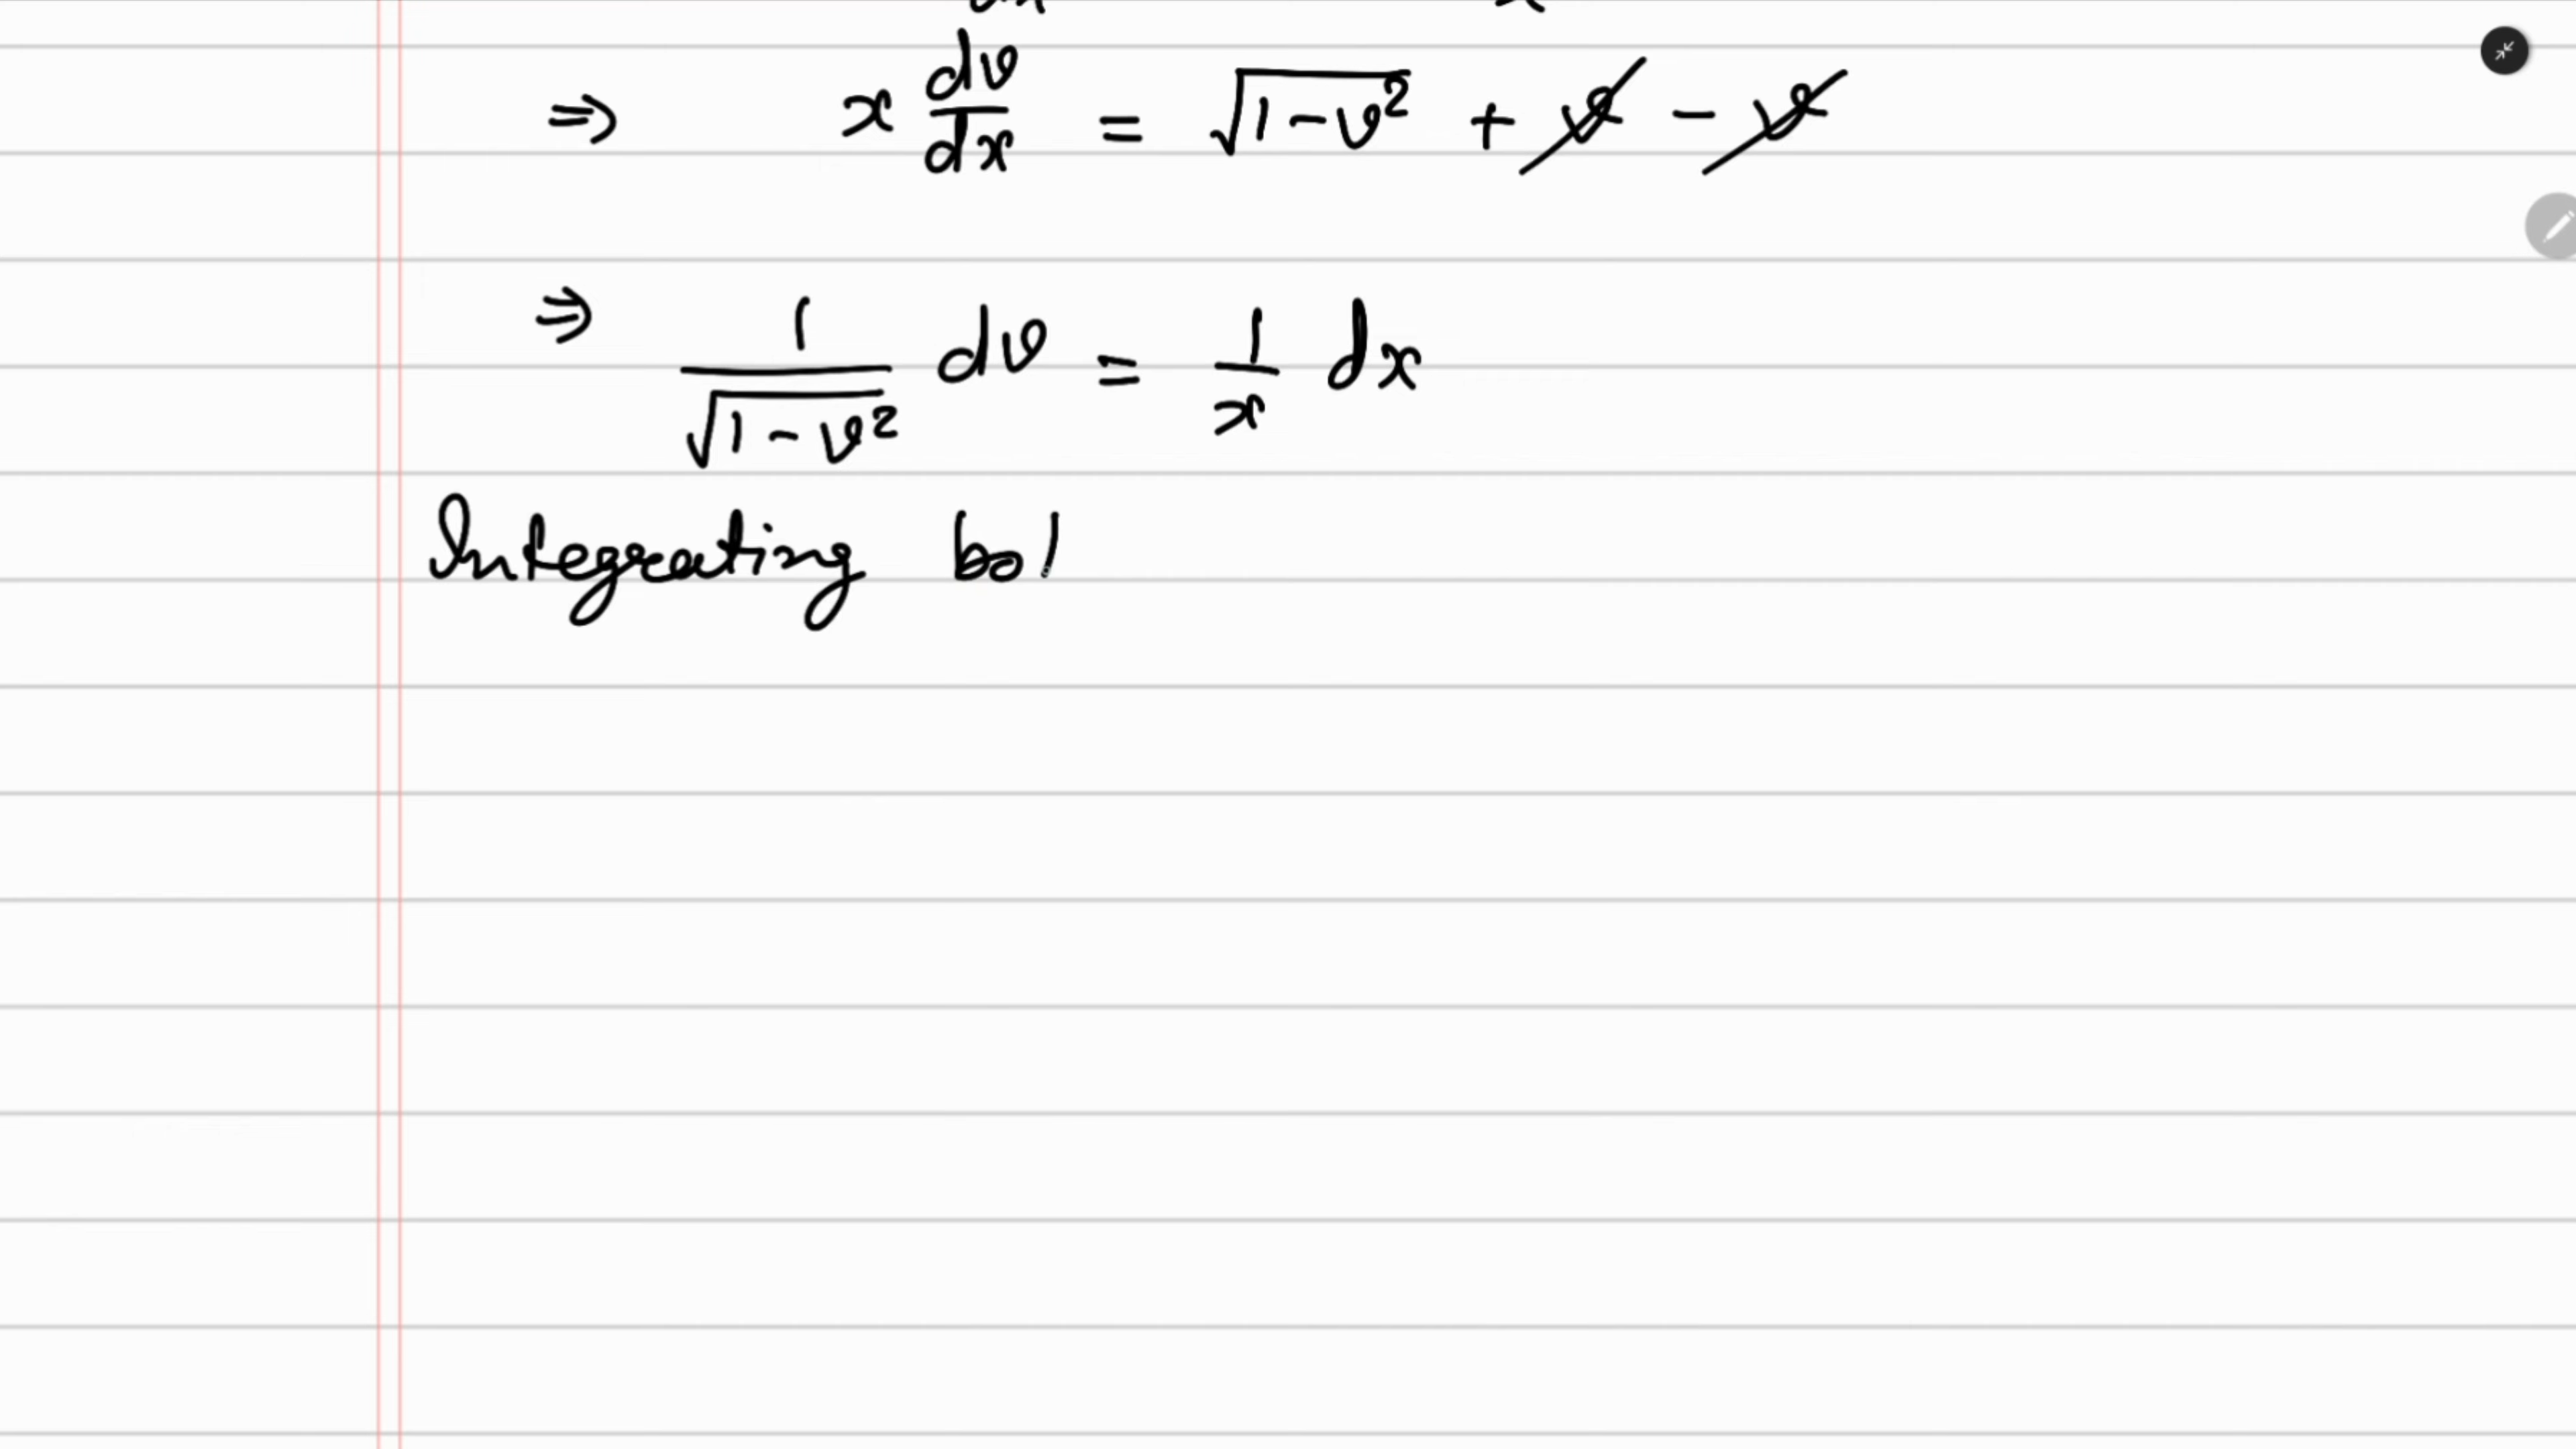 ⇒ x dv/dx = √(1-v²) + v - v
⇒ 1/√(1-v²) dv = 1/x dx
Integrating bo